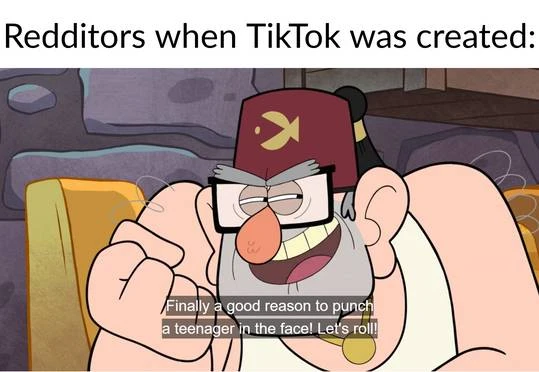 Redditors when TikTok was created:
Finally a good reason to punch
a teenager in the face! Let's roll!